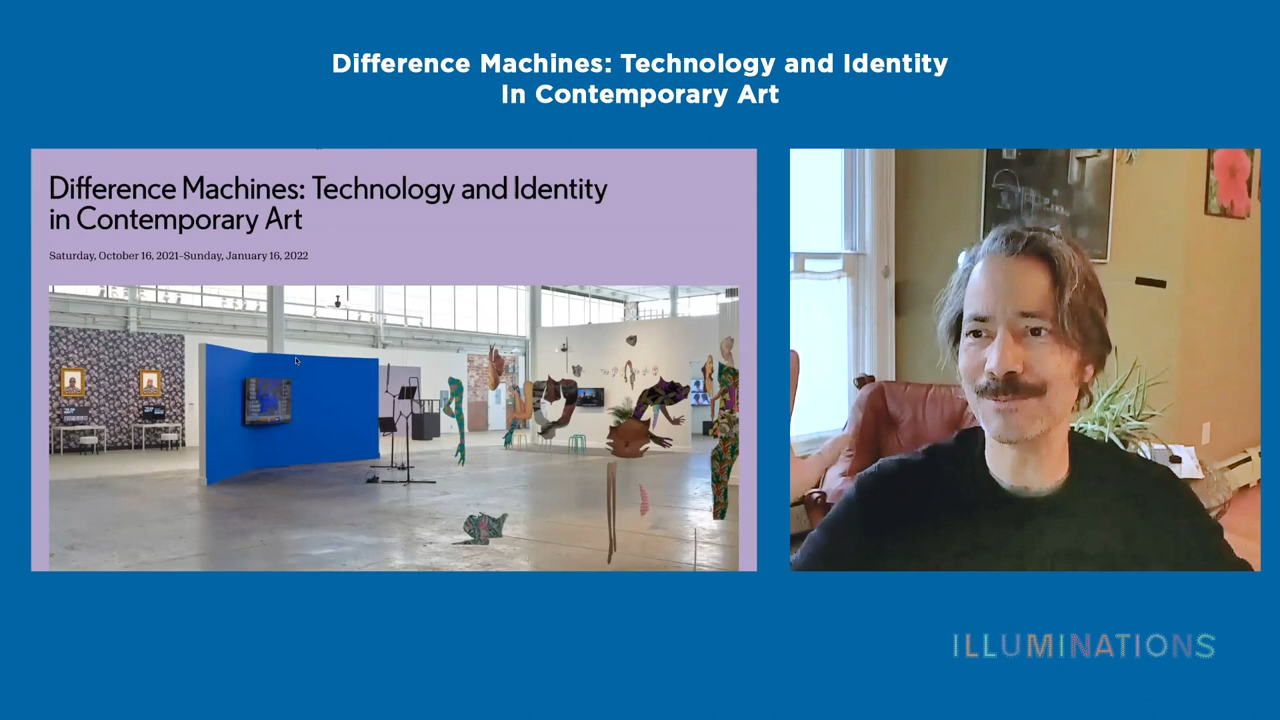 Difference Machines: Technology and Identity
In Contemporary Art
Difference Machines: Technology and Identity
in Contemporary Art
Saturday, October 16, 2021–Sunday, January 16, 2022
ILLUMINATIONS